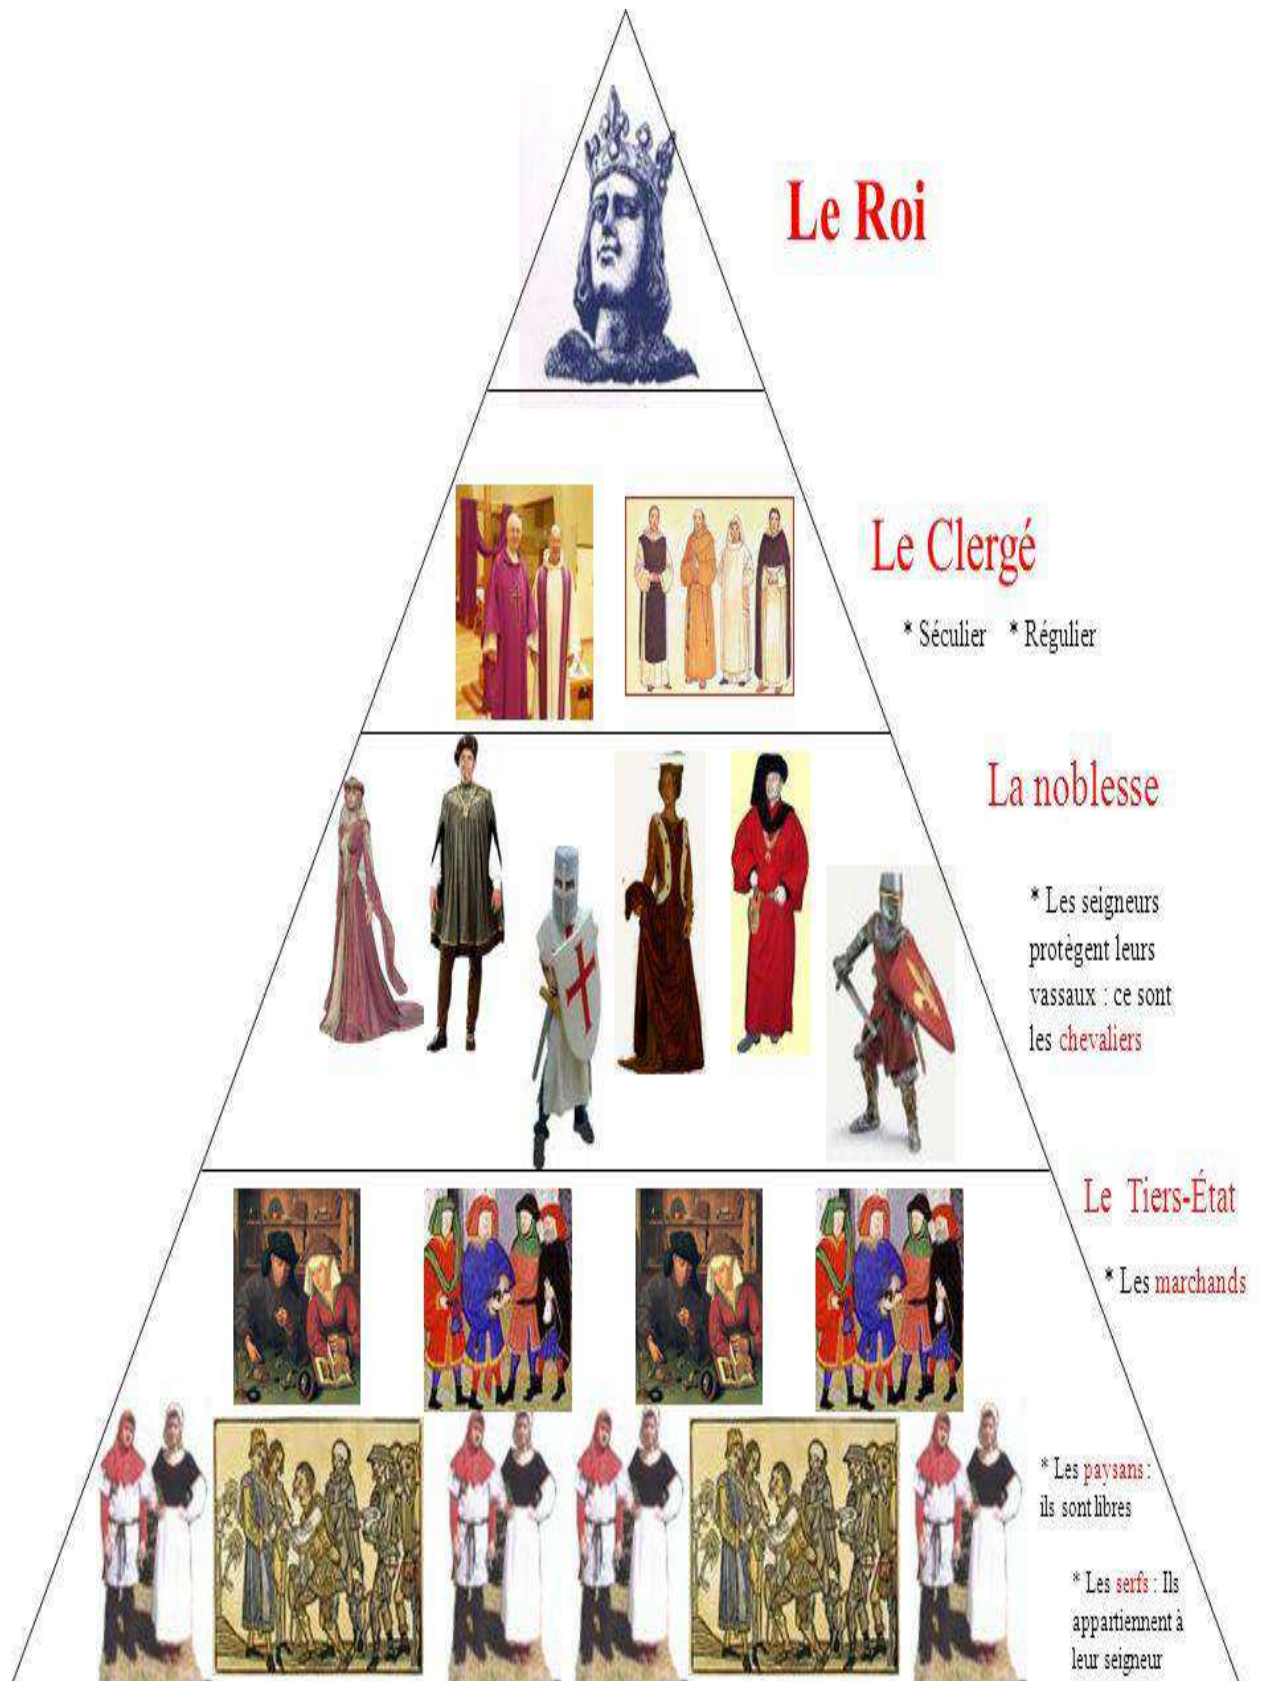 Le Roi
Le Clergé
* Séculier * Régulier
La noblesse
* Les seigneurs
protègent leurs
vassaux : ce sont
les chevaliers
Le Tiers-État
* Les marchands
* Les paysans :
ils sont libres
* Les serfs : Ils
appartiennent à
leur seigneur